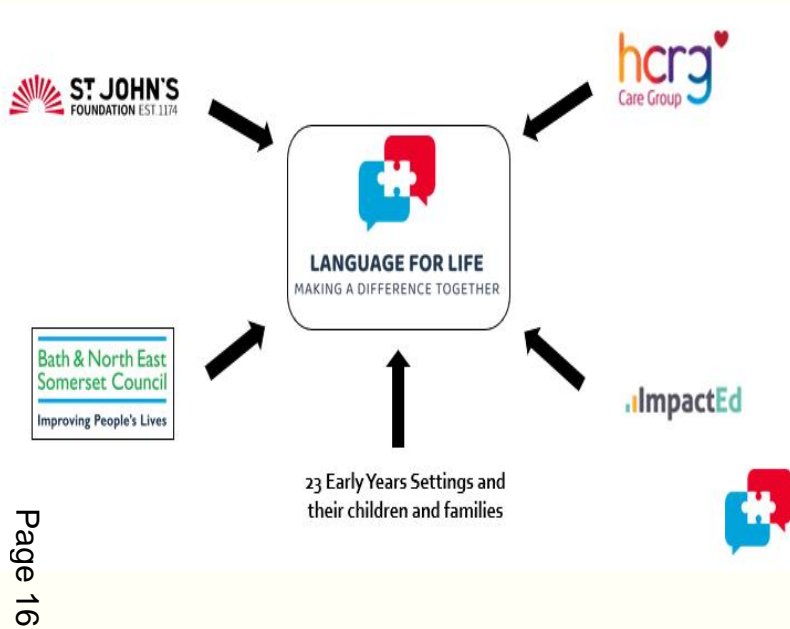 ST JOHN'S
FOUNDATION EST.1174
hcrg
Care Group
LANGUAGE FOR LIFE
MAKING A DIFFERENCE TOGETHER
Bath & North East
Somerset Council
Improving People's Lives
ImpactEd
23 Early Years Settings and
their children and families
Page 16